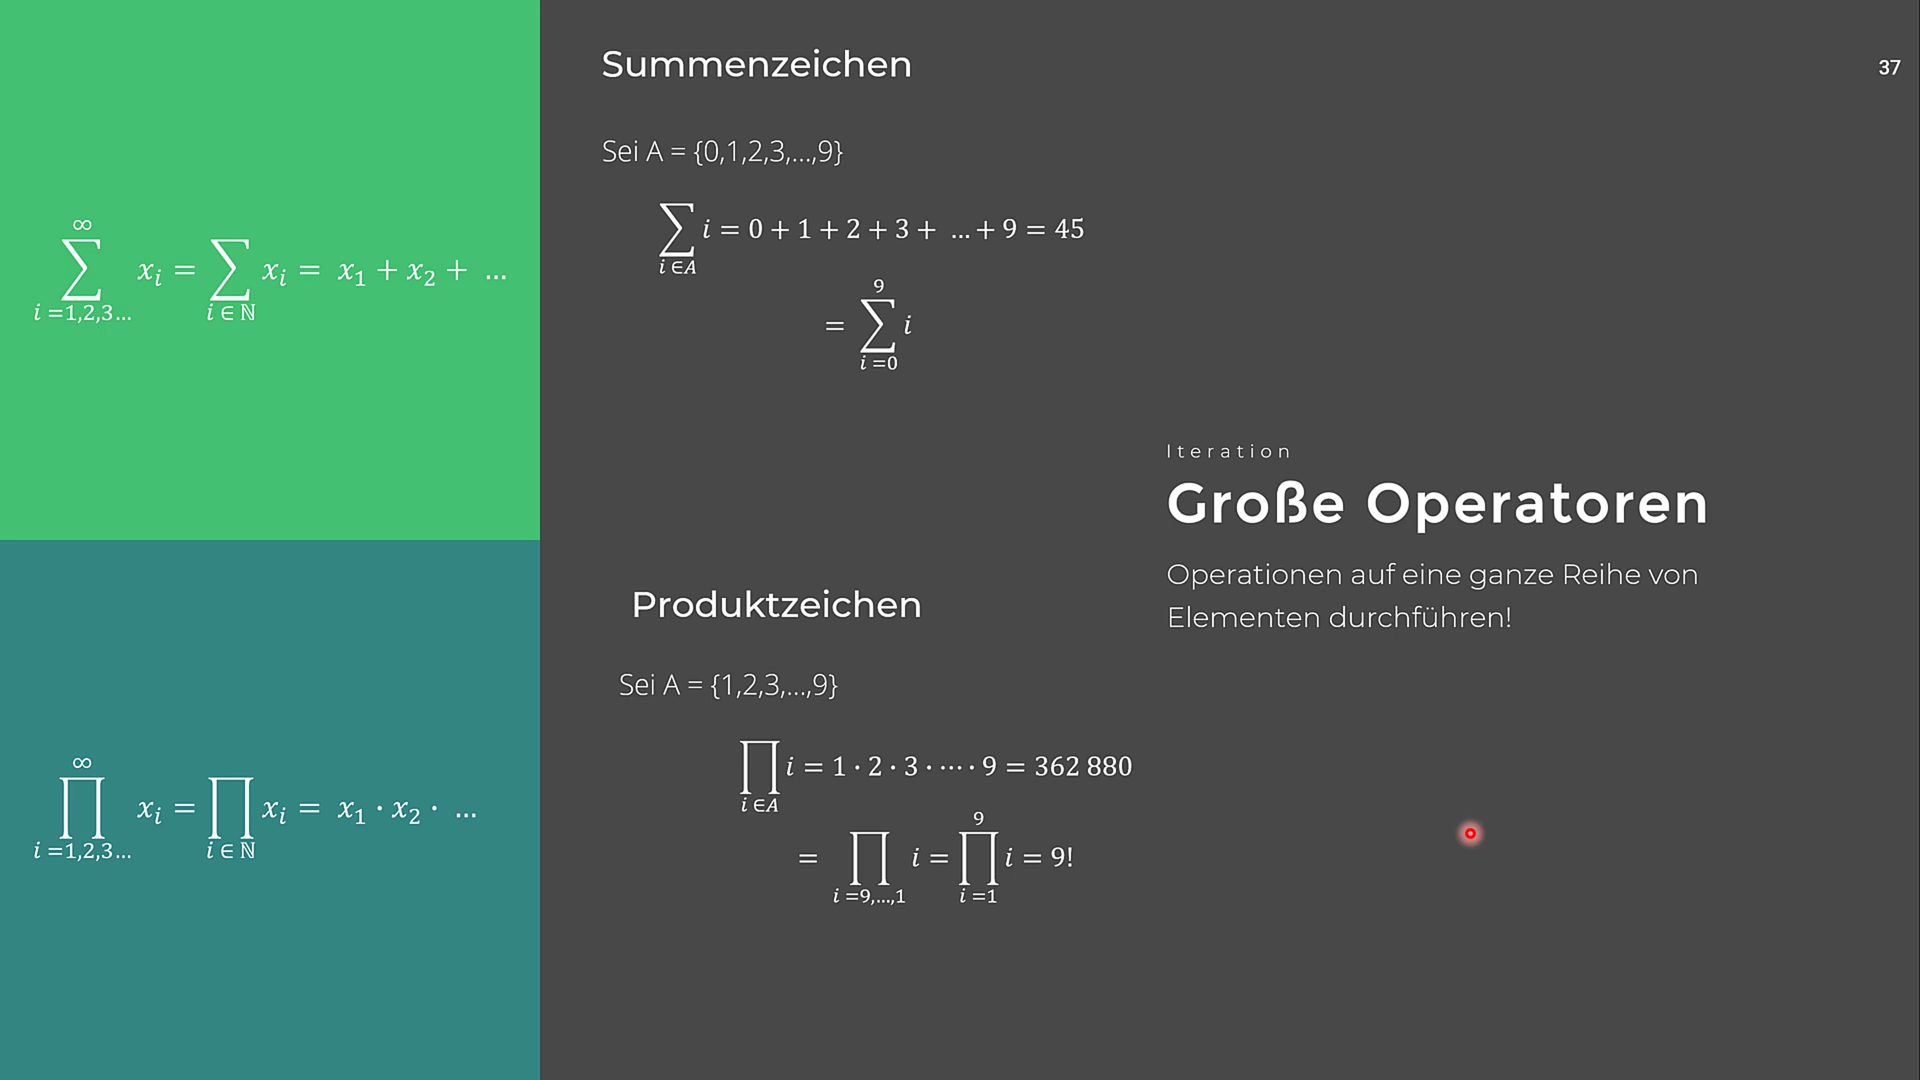 Summenzeichen
37
Sei A = {0,1,2,3,...,9}
∑_{i∈A} i = 0 + 1 + 2 + 3 + ... + 9 = 45
= ∑_{i=0}^{9} i
∑_{i=1,2,3...}^{∞} x_i = ∑_{i∈ℕ} x_i = x_1 + x_2 + ...
Iteration
Große Operatoren
Operationen auf eine ganze Reihe von
Elementen durchführen!
Produktzeichen
Sei A = {1,2,3,...,9}
∏_{i∈A} i = 1 · 2 · 3 · ⋯ · 9 = 362 880
= ∏_{i=9,...,1} i = ∏_{i=1}^{9} i = 9!
∏_{i=1,2,3...}^{∞} x_i = ∏_{i∈ℕ} x_i = x_1 · x_2 · ...